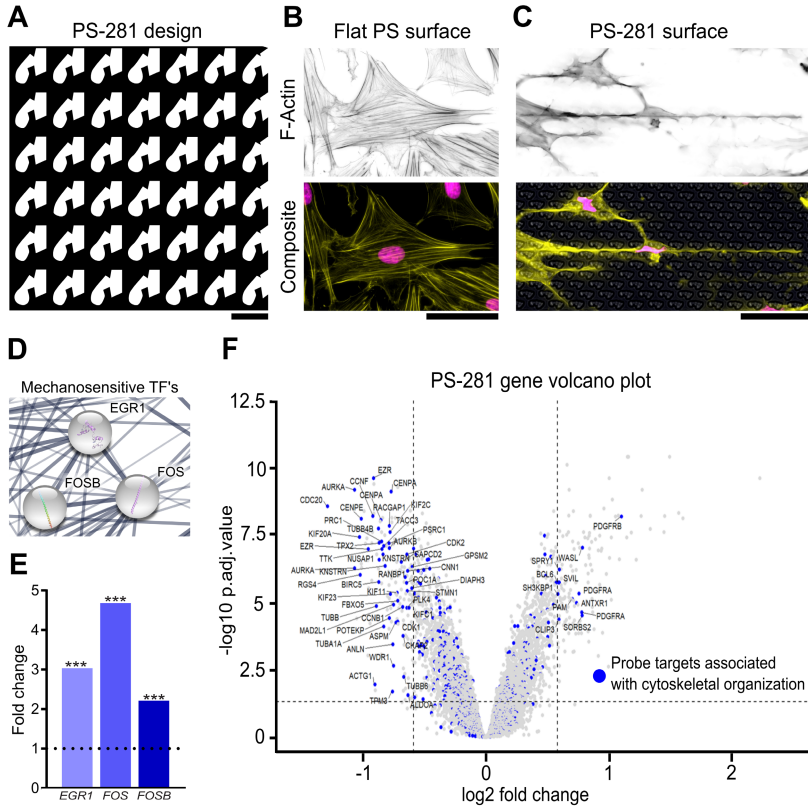 A
PS-281 design
B
Flat PS surface
F-Actin
Composite
C
PS-281 surface
D
Mechanosensitive TF's
EGR1
FOSB
FOS
E
Fold change
5
4
3
2
1
0
***
***
***
EGR1
FOS
FOSB
F
PS-281 gene volcano plot
-log10 p.adj.value
12.5
10
7.5
5
2.5
0
EZR
CCNF
CENPA
AURKA
CENPA
CDC20
RACGAP1
KIF2C
CENPE
PRC1
TACC3
TUBB4B
PSRC1
KIF20A
AURKB
CDK2
EZR
TPX2
SAPCD2
TTK
NUSAP1
KNSTRN
GPSM2
AURKA
RANBP1
CNN1
KNSTRN
POC1A
DIAPH3
RGS4
BIRC5
STMN1
KIF11
KIF23
PLK4
FBXO5
KIFC1
CCNB1
MAD2L1
CDK1
POTEKP
ASPM
TUBA1A
CKAP2
ANLN
WDR1
ACTG1
TUBB6
TPM3
ALDOA
PDGFRB
SPRY1
WASL
BCL6
SVIL
SH3KBP1
PDGFRA
PAM
ANTXR1
PDGFRA
CLIP3
SORBS2
Probe targets associated
with cytoskeletal organization
-1
0
1
2
log2 fold change